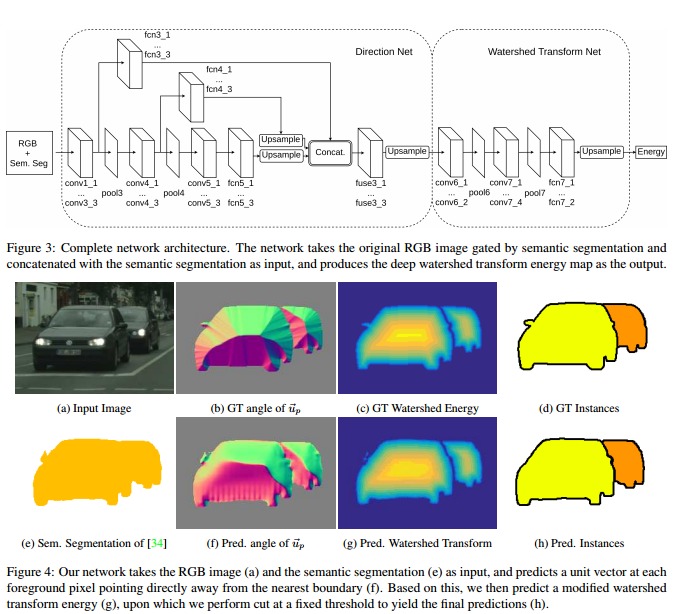 fcn3_1
...
fcn3_3
Direction Net
Watershed Transform Net
fcn4_1
...
fcn4_3
RGB
+
Sem. Seg
Upsample
Upsample
Concat.
Upsample
Upsample
Energy
conv1_1
...
conv3_3
pool3
conv4_1
...
conv4_3
pool4
conv5_1
...
conv5_3
fcn5_1
...
fcn5_3
fuse3_1
...
fuse3_3
conv6_1
...
conv6_2
pool6
conv7_1
...
conv7_4
pool7
fcn7_1
...
fcn7_2
Figure 3: Complete network architecture. The network takes the original RGB image gated by semantic segmentation and
concatenated with the semantic segmentation as input, and produces the deep watershed transform energy map as the output.
(a) Input Image
(b) GT angle of u⃗p
(c) GT Watershed Energy
(d) GT Instances
(e) Sem. Segmentation of [34]
(f) Pred. angle of u⃗p
(g) Pred. Watershed Transform
(h) Pred. Instances
Figure 4: Our network takes the RGB image (a) and the semantic segmentation (e) as input, and predicts a unit vector at each
foreground pixel pointing directly away from the nearest boundary (f). Based on this, we then predict a modified watershed
transform energy (g), upon which we perform cut at a fixed threshold to yield the final predictions (h).